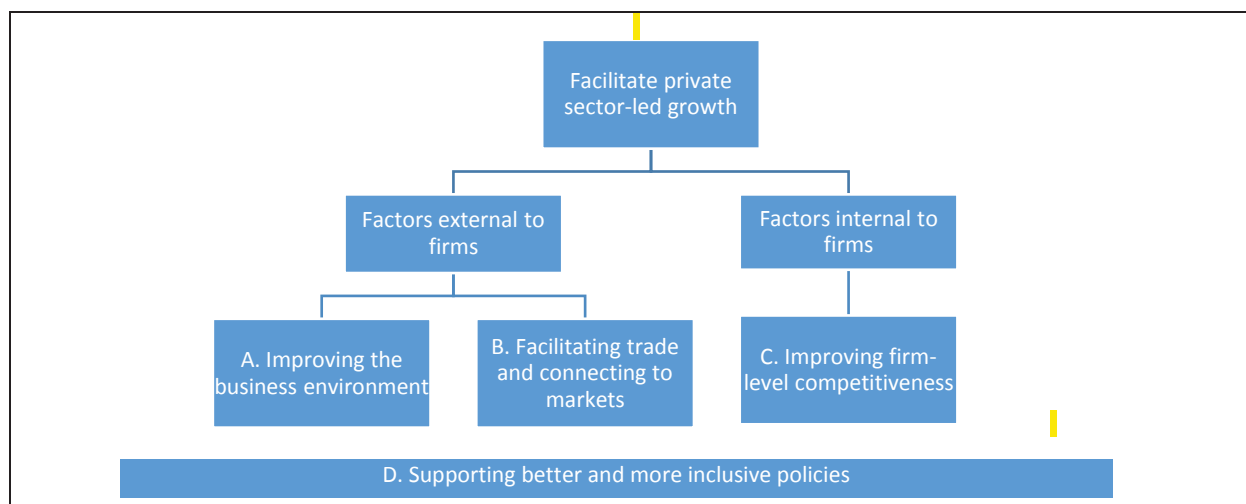 Facilitate private
sector-led growth
Factors external to
firms
Factors internal to
firms
A. Improving the
business environment
B. Facilitating trade
and connecting to
markets
C. Improving firm-
level competitiveness
D. Supporting better and more inclusive policies